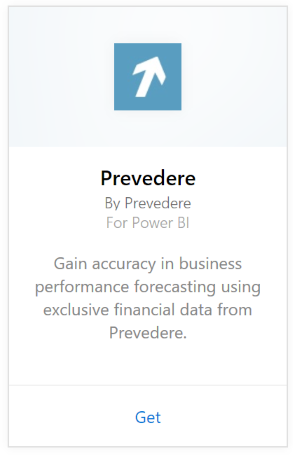 Prevedere
By Prevedere
For Power BI
Gain accuracy in business
performance forecasting using
exclusive financial data from
Prevedere.
Get